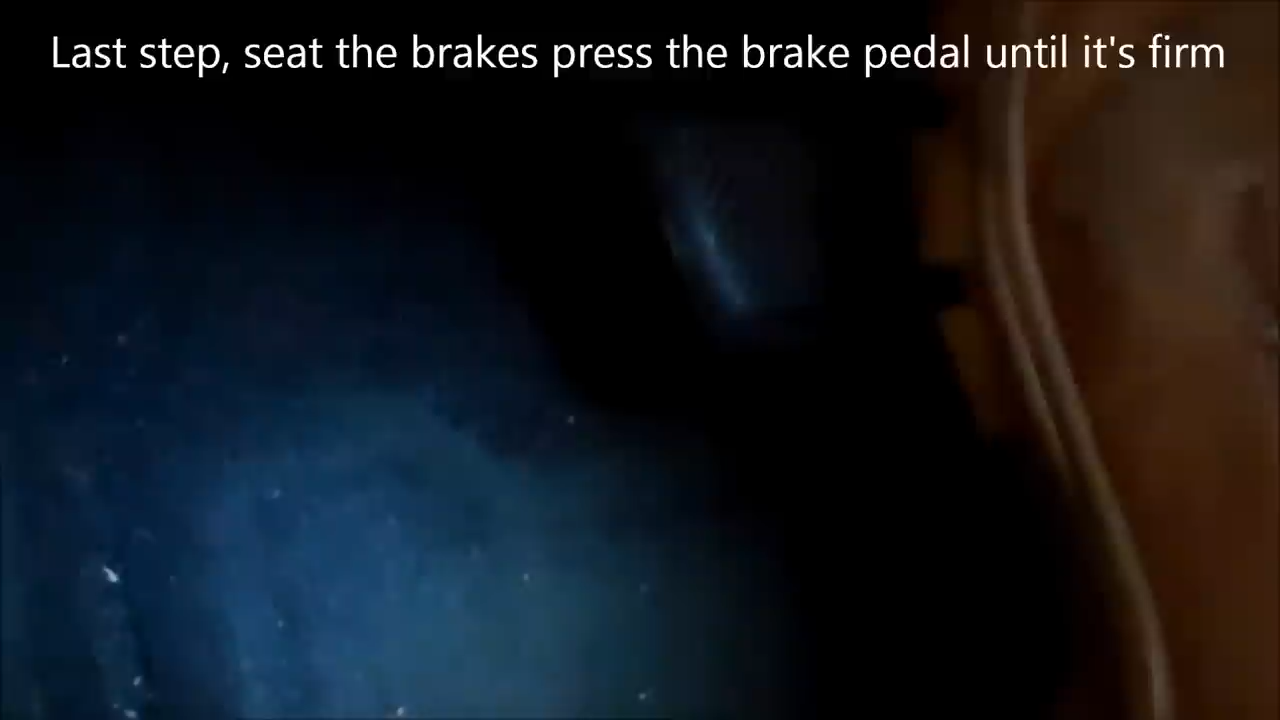 Last step, seat the brakes press the brake pedal until it's firm